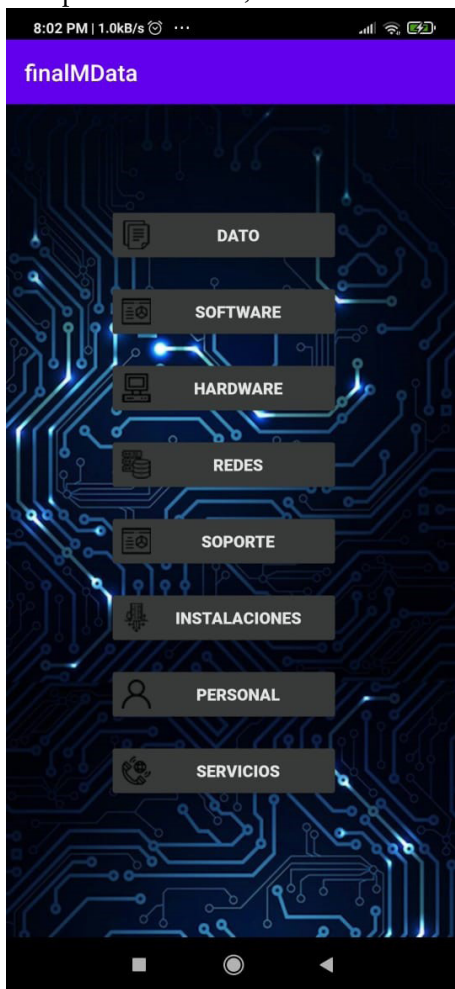 8:02 PM | 1.0kB/s
finalMData
DATO
SOFTWARE
HARDWARE
REDES
SOPORTE
INSTALACIONES
PERSONAL
SERVICIOS